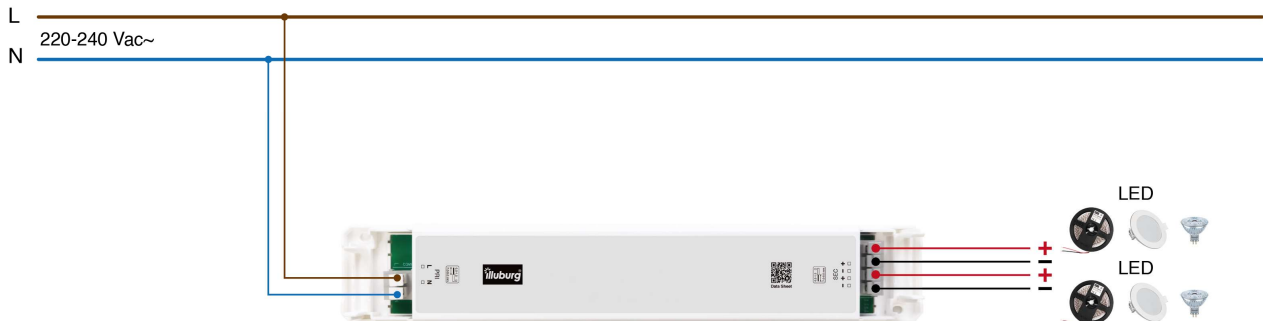 L
220-240 Vac~
N
LED
+
−
LED
+
−
L
N
PRI
illuburg
Data Sheet
SEC
+
−
+
−